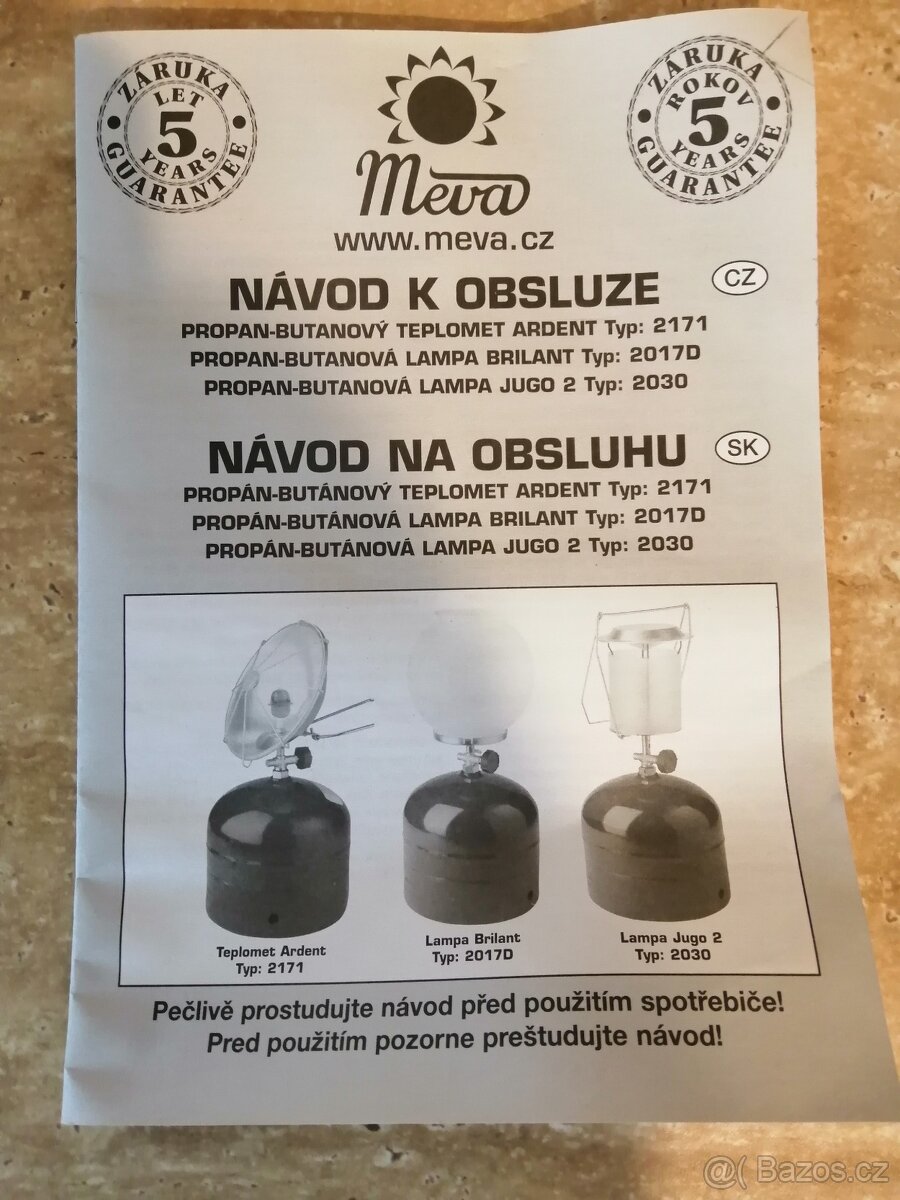 ZÁRUKA
LET
5
YEARS
GUARANTEE
Meva
www.meva.cz
ZÁRUKA
ROKOV
5
YEARS
GUARANTEE
NÁVOD K OBSLUZE
CZ
PROPAN-BUTANOVÝ TEPLOMET ARDENT Typ: 2171
PROPAN-BUTANOVÁ LAMPA BRILANT Typ: 2017D
PROPAN-BUTANOVÁ LAMPA JUGO 2 Typ: 2030
NÁVOD NA OBSLUHU
SK
PROPÁN-BUTÁNOVÝ TEPLOMET ARDENT Typ: 2171
PROPÁN-BUTÁNOVÁ LAMPA BRILANT Typ: 2017D
PROPÁN-BUTÁNOVÁ LAMPA JUGO 2 Typ: 2030
Teplomet Ardent
Typ: 2171
Lampa Brilant
Typ: 2017D
Lampa Jugo 2
Typ: 2030
Pečlivě prostudujte návod před použitím spotřebiče!
Pred použitím pozorne preštudujte návod!
@( Bazos.cz